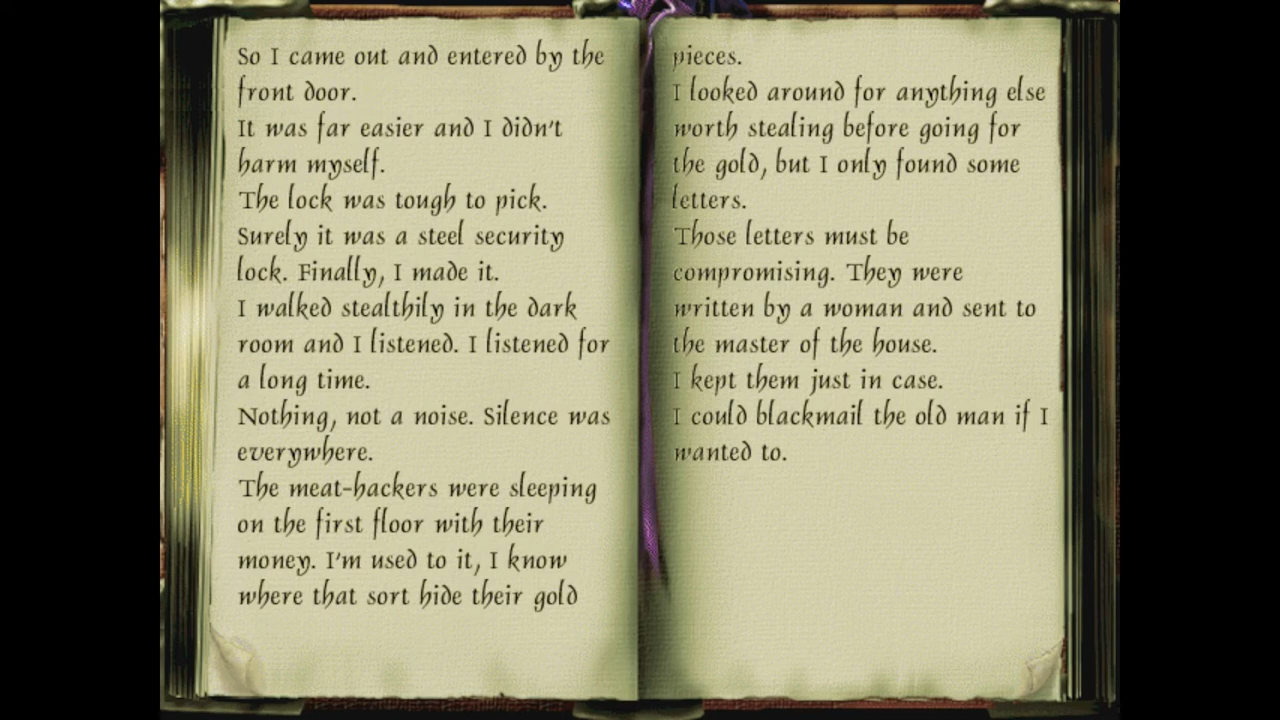 So I came out and entered by the
front door.
It was far easier and I didn't
harm myself.
The lock was tough to pick.
Surely it was a steel security
lock. Finally, I made it.
I walked stealthily in the dark
room and I listened. I listened for
a long time.
Nothing, not a noise. Silence was
everywhere.
The meat-hackers were sleeping
on the first floor with their
money. I'm used to it, I know
where that sort hide their gold
pieces.
I looked around for anything else
worth stealing before going for
the gold, but I only found some
letters.
Those letters must be
compromising. They were
written by a woman and sent to
the master of the house.
I kept them just in case.
I could blackmail the old man if I
wanted to.